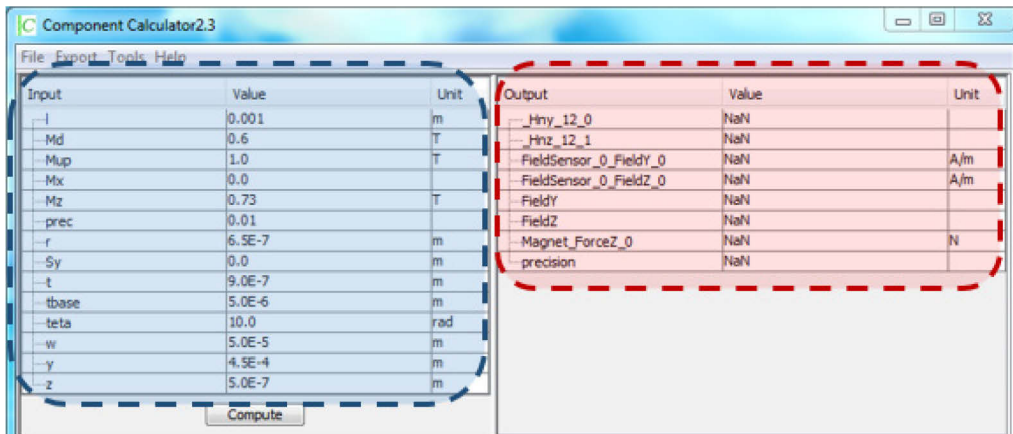 Component Calculator2.3
File Export Tools Help
Input Value Unit
l 0.001 m
Md 0.6 T
Mup 1.0 T
Mx 0.0
Mz 0.73 T
prec 0.01
r 6.5E-7 m
Sy 0.0 m
t 9.0E-7 m
tbase 5.0E-6 m
teta 10.0 rad
w 5.0E-5 m
y 4.5E-4 m
z 5.0E-7 m
Compute
Output Value Unit
_Hny_12_0 NaN
_Hnz_12_1 NaN
FieldSensor_0_FieldY_0 NaN A/m
FieldSensor_0_FieldZ_0 NaN A/m
FieldY NaN
FieldZ NaN
Magnet_ForceZ_0 NaN N
precision NaN